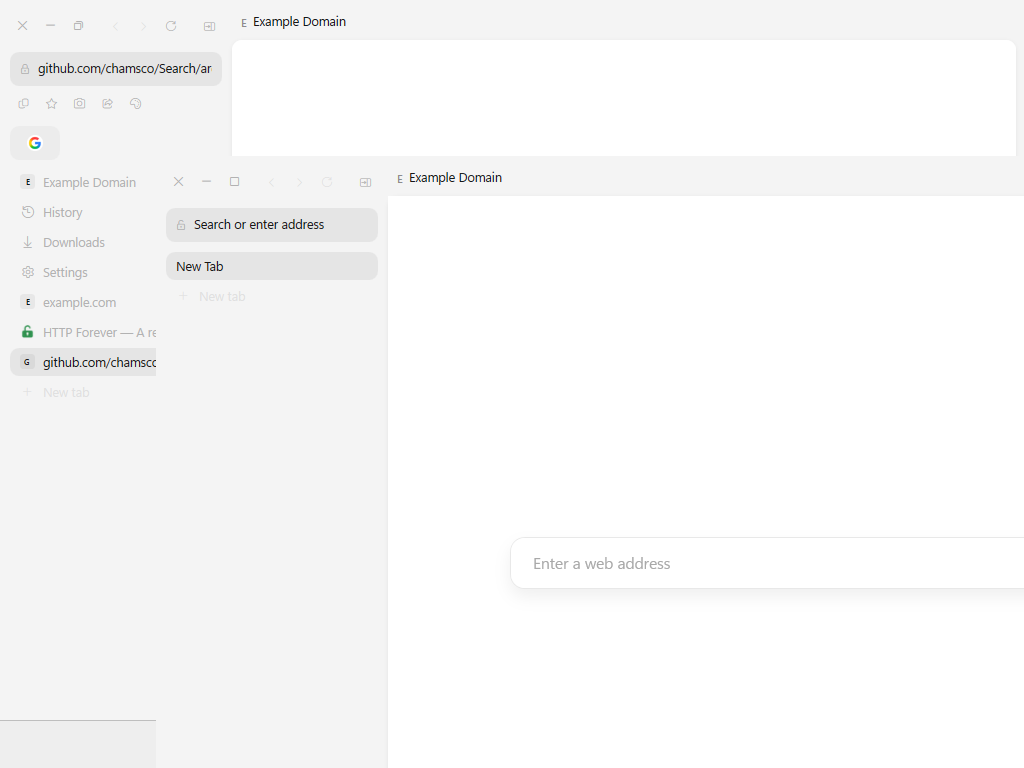 Example Domain
github.com/chamsco/Search/ar
E Example Domain
History
Downloads
Settings
E example.com
HTTP Forever — A re
G github.com/chamsco
New tab
E Example Domain
Search or enter address
New Tab
New tab
Enter a web address